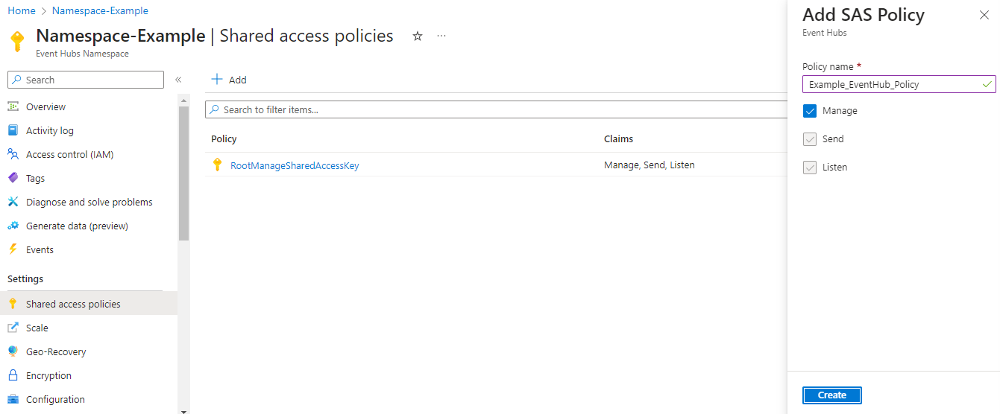 Home > Namespace-Example
Namespace-Example | Shared access policies ☆ ...
Event Hubs Namespace
Search «
Overview
Activity log
Access control (IAM)
Tags
Diagnose and solve problems
Generate data (preview)
Events
Settings
Shared access policies
Scale
Geo-Recovery
Encryption
Configuration
+ Add
Search to filter items...
Policy Claims
RootManageSharedAccessKey Manage, Send, Listen
Add SAS Policy
Event Hubs
Policy name *
Example_EventHub_Policy
Manage
Send
Listen
Create